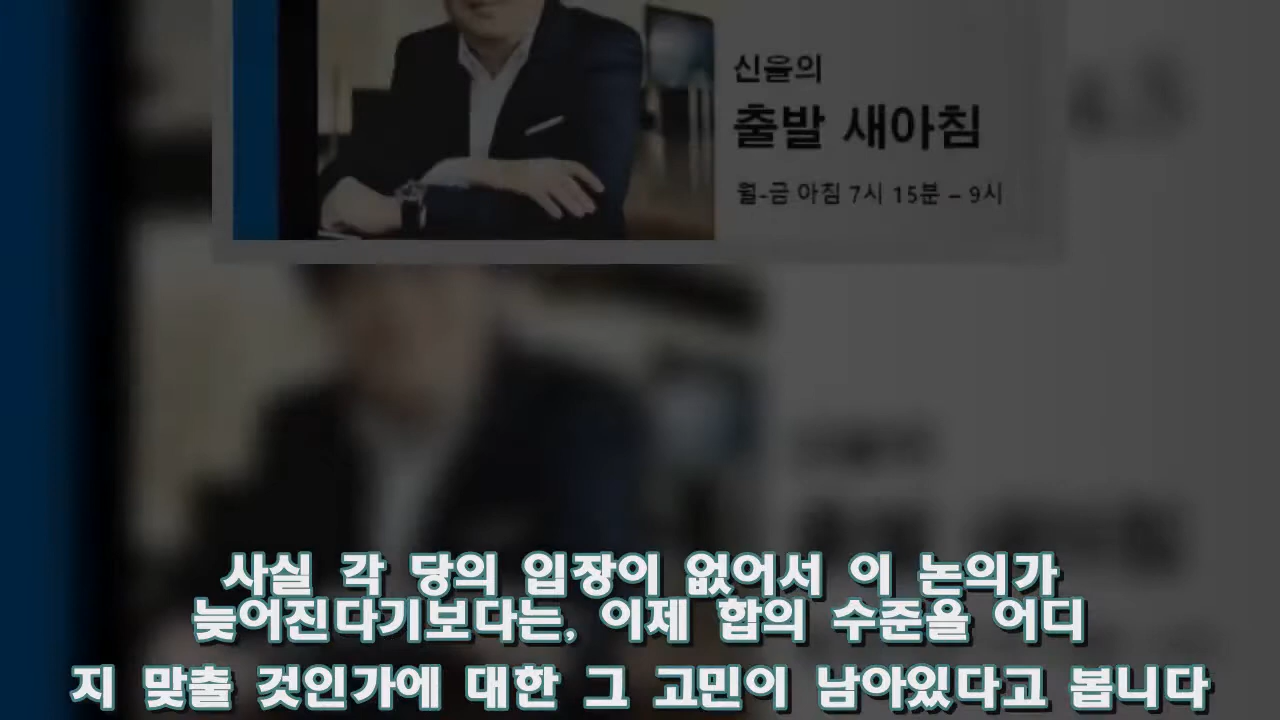 신율의
출발 새아침
월-금 아침 7시 15분 – 9시
사실 각 당의 입장이 없어서 이 논의가
늦어진다기보다는, 이제 합의 수준을 어디
지 맞출 것인가에 대한 그 고민이 남아있다고 봅니다